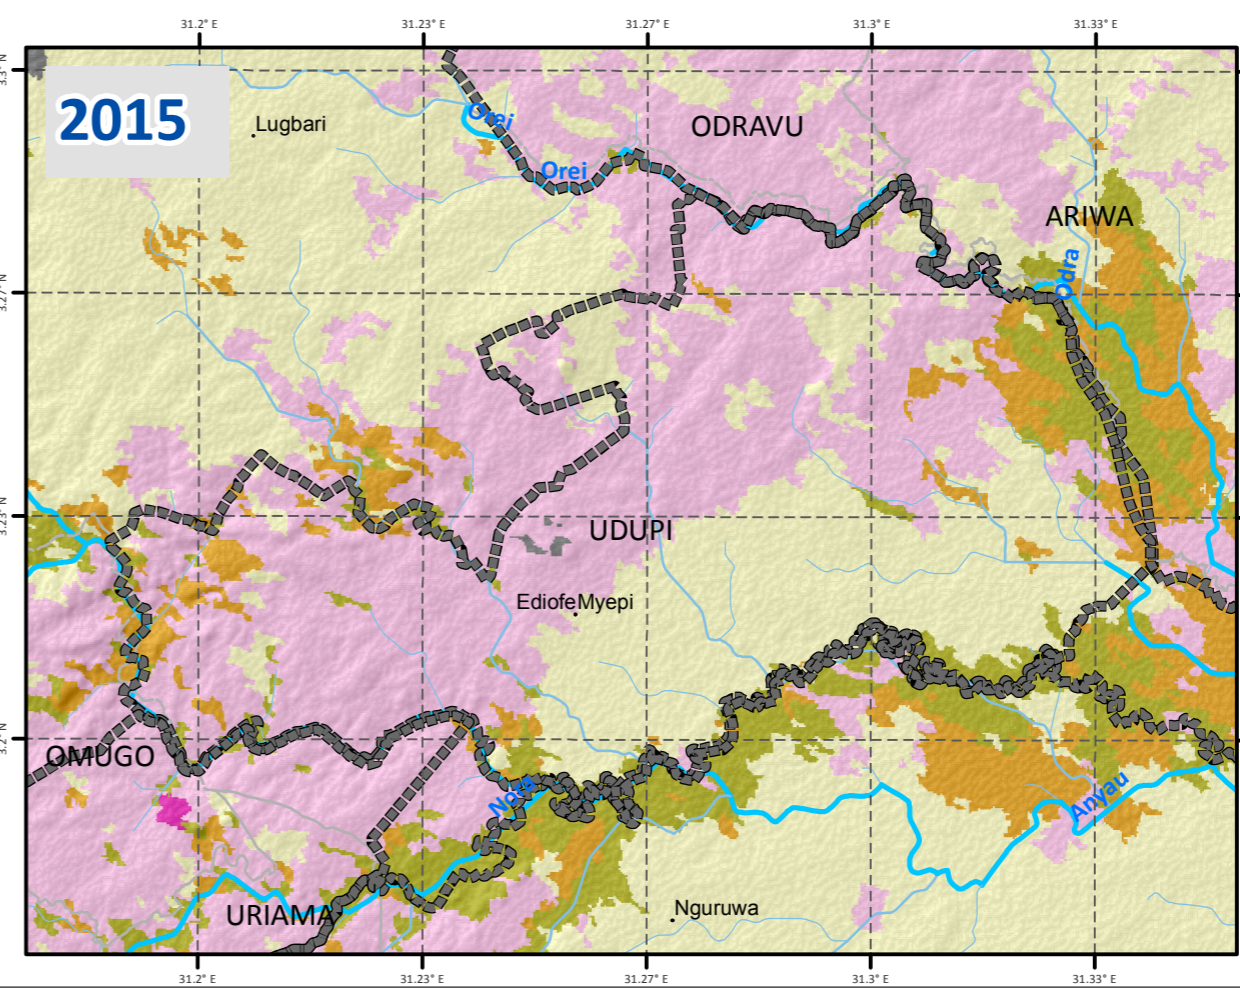 31.2° E 31.23° E 31.27° E 31.3° E 31.33° E
3.3° N
2015
Lugbari
Orei
ODRAVU
Orei
ARIWA
Odra
3.27° N
3.23° N
UDUPI
EdiofeMyepi
3.2° N
OMUGO
Nora
Anyau
URIAMA
Nguruwa
31.2° E 31.23° E 31.27° E 31.3° E 31.33° E